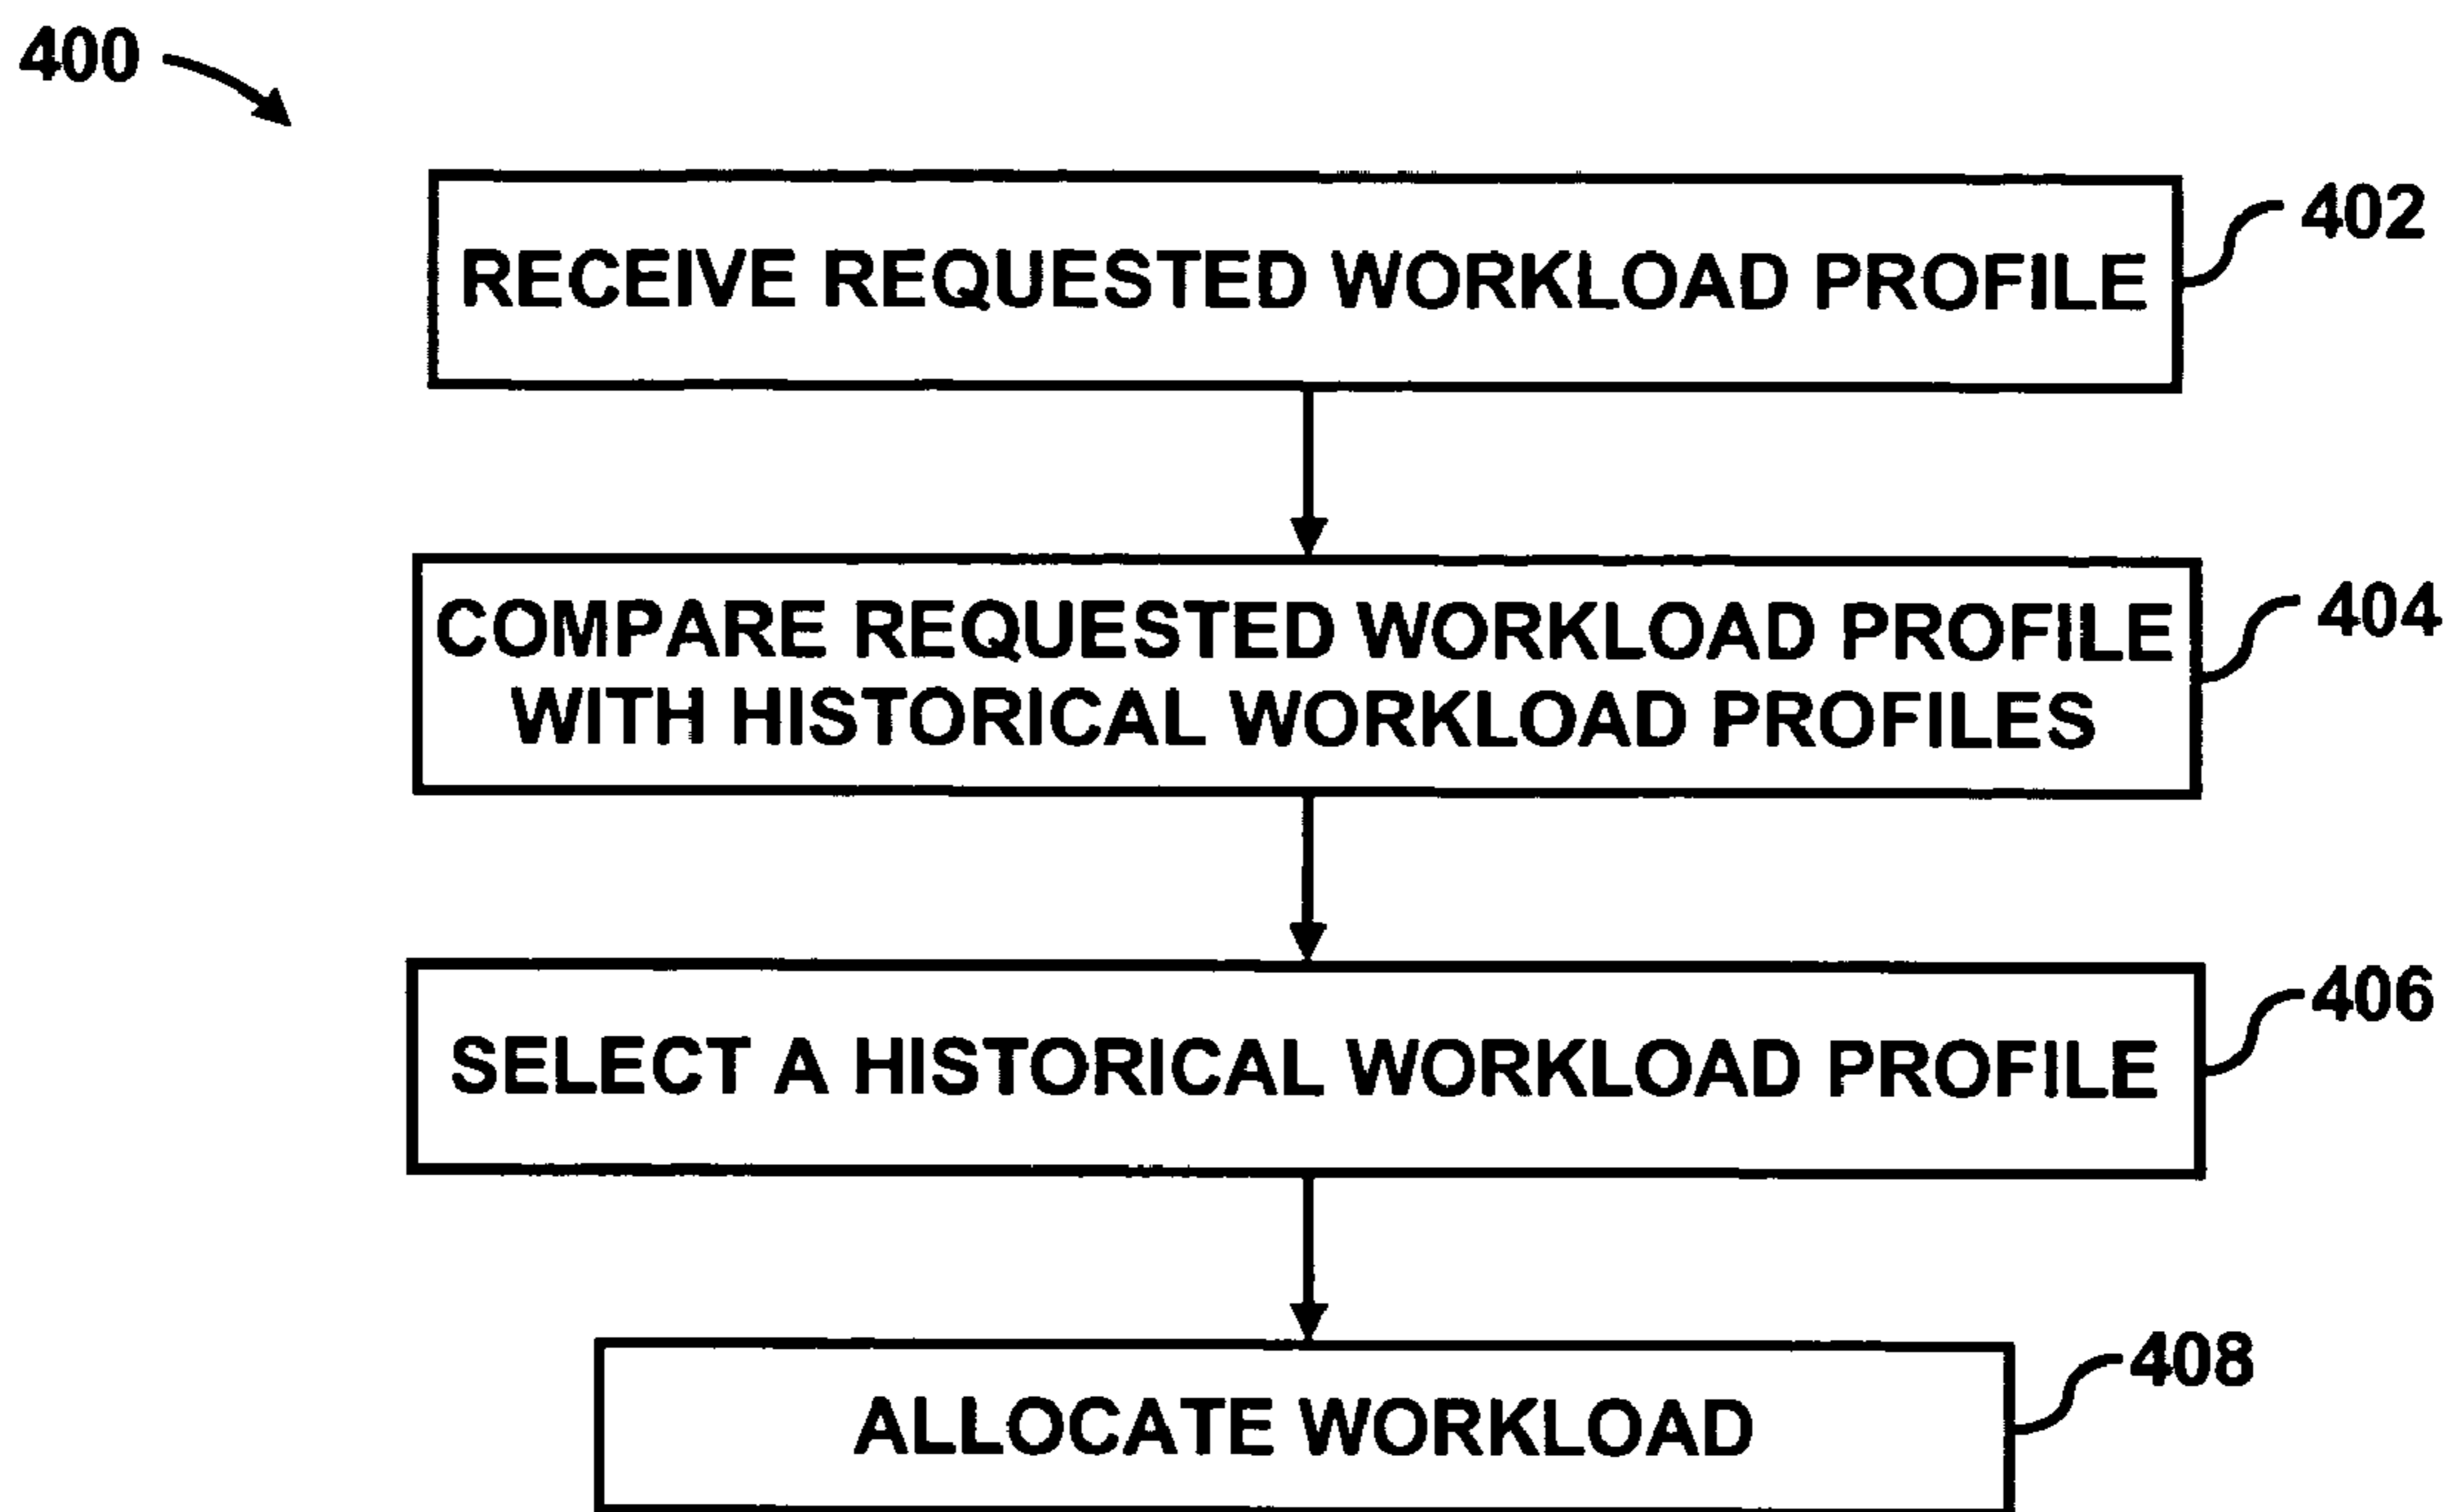 400
RECEIVE REQUESTED WORKLOAD PROFILE
402
COMPARE REQUESTED WORKLOAD PROFILE
WITH HISTORICAL WORKLOAD PROFILES
404
SELECT A HISTORICAL WORKLOAD PROFILE
406
ALLOCATE WORKLOAD
408